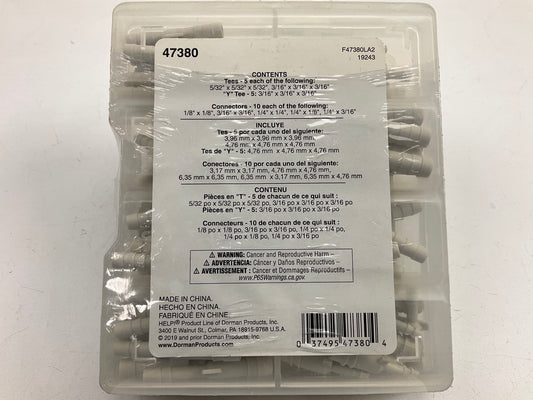 47380
F47380LA2
19243
CONTENTS
Tees - 5 each of the following:
5/32" x 5/32" x 5/32", 3/16" x 3/16" x 3/16"
"Y" Tee - 5: 3/16" x 3/16" x 3/16"
Connectors - 10 each of the following:
1/8" x 1/8", 3/16" x 3/16", 1/4" x 1/4", 1/4" x 1/8", 1/4" x 3/16"
INCLUYE
Tes - 5 por cada uno del siguiente:
3,96 mm x 3,96 mm x 3,96 mm,
4,76 mm x 4,76 mm x 4,76 mm
Tes de "Y" - 5: 4,76 mm x 4,76 mm x 4,76 mm
Conectores - 10 por cada uno del siguiente:
3,17 mm x 3,17 mm, 4,76 mm x 4,76 mm,
6,35 mm x 6,35 mm, 6,35 mm x 3,17 mm, 6,35 mm x 4,76 mm
CONTENU
Pièces en "T" - 5 de chacun de ce qui suit :
5/32 po x 5/32 po x 5/32 po, 3/16 po x 3/16 po x 3/16 po
Pièces en "Y" - 5: 3/16 po x 3/16 po x 3/16 po
Connecteurs - 10 de chacun de ce qui suit :
1/8 po x 1/8 po, 3/16 po x 3/16 po, 1/4 po x 1/4 po,
1/4 po x 1/8 po, 1/4 po x 3/16 po
⚠ WARNING: Cancer and Reproductive Harm –
⚠ ADVERTENCIA: Cáncer y Daños Reproductivos –
⚠ AVERTISSEMENT : Cancer et Dommages Reproductifs –
www.P65Warnings.ca.gov.
MADE IN CHINA.
HECHO EN CHINA.
FABRIQUÉ EN CHINE.
HELP!® Product Line of Dorman Products, Inc.
3400 E Walnut St., Colmar, PA 18915-9768 U.S.A.
© 2019 and prior Dorman Products, Inc.
www.DormanProducts.com
0 37495 47380 4